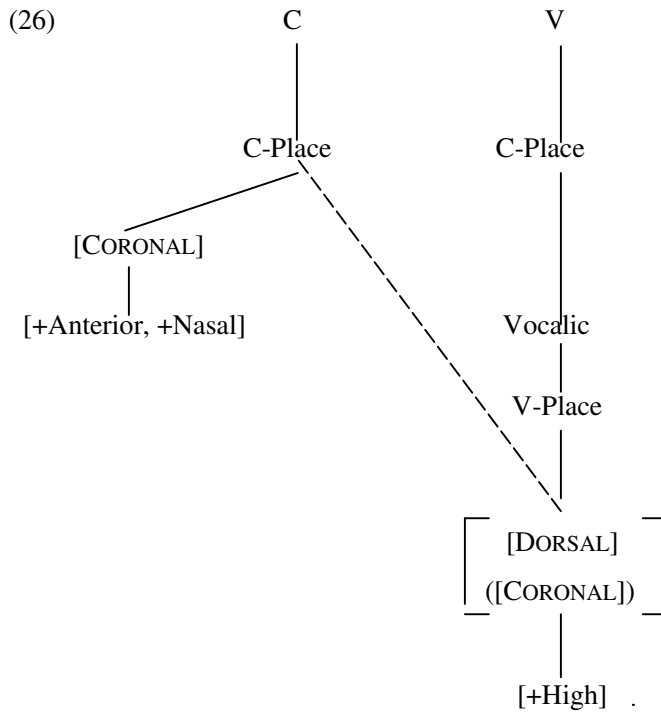 (26) C V
C-Place C-Place
[CORONAL]
[+Anterior, +Nasal] Vocalic
V-Place
[DORSAL]
([CORONAL])
[+High] .